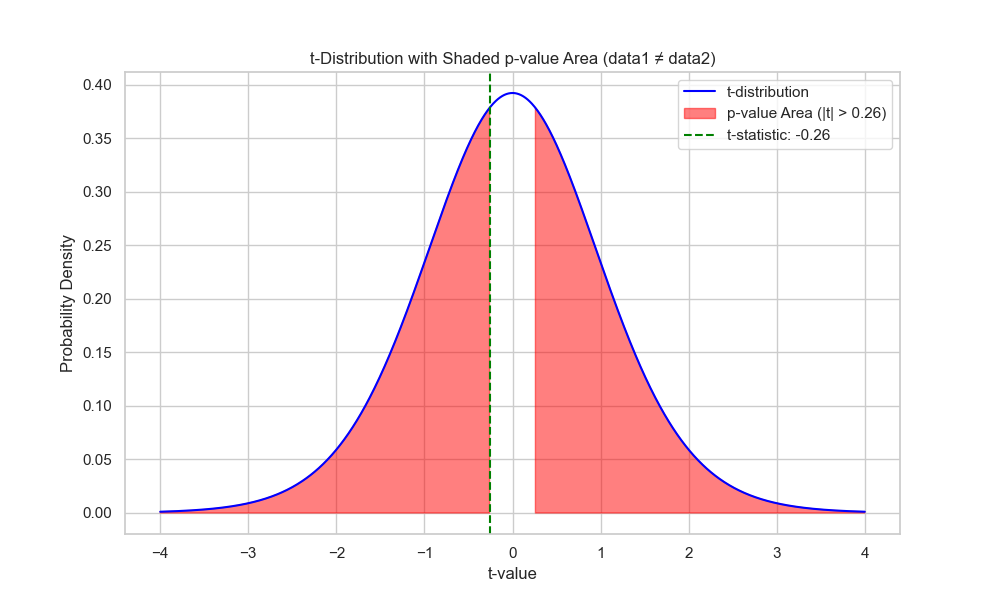 t-Distribution with Shaded p-value Area (data1 ≠ data2)
t-distribution
p-value Area (|t| > 0.26)
t-statistic: -0.26
Probability Density
0.40
0.35
0.30
0.25
0.20
0.15
0.10
0.05
0.00
−4 −3 −2 −1 0 1 2 3 4
t-value